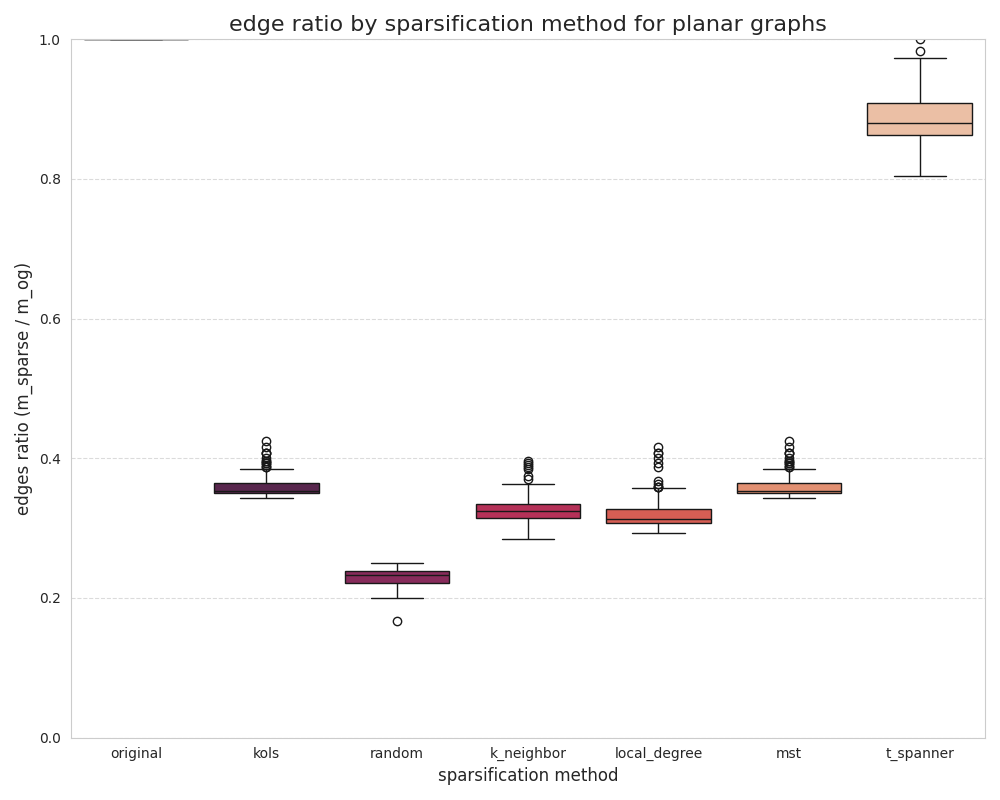 edge ratio by sparsification method for planar graphs
edges ratio (m_sparse / m_og)
1.0
0.8
0.6
0.4
0.2
0.0
original kols random k_neighbor local_degree mst t_spanner
sparsification method